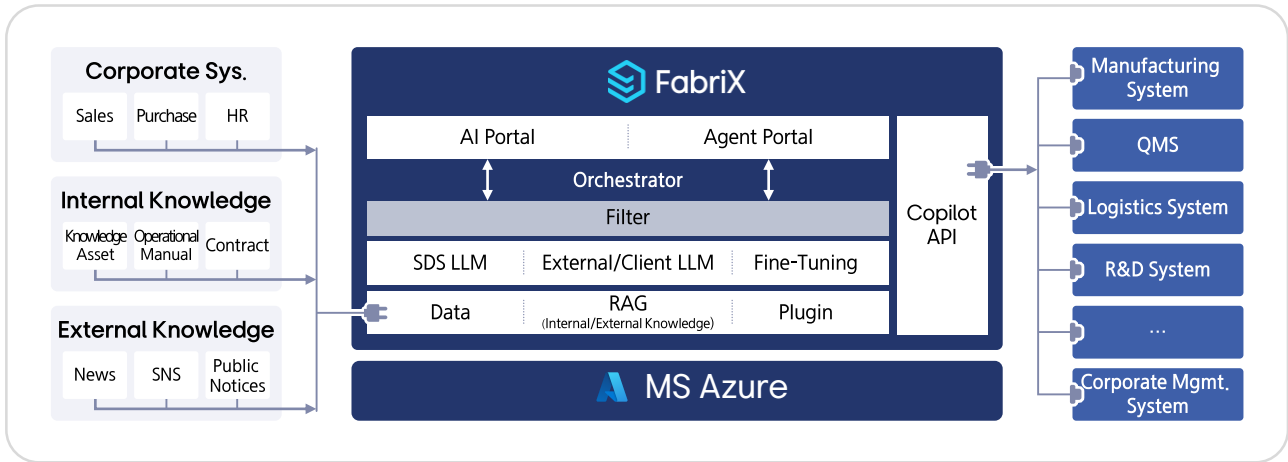 Corporate Sys.
Sales
Purchase
HR
Internal Knowledge
Knowledge
Asset
Operational
Manual
Contract
External Knowledge
News
SNS
Public
Notices
FabriX
AI Portal
Agent Portal
Orchestrator
Filter
SDS LLM
External/Client LLM
Fine-Tuning
Data
RAG
(Internal/External Knowledge)
Plugin
Copilot
API
MS Azure
Manufacturing
System
QMS
Logistics System
R&D System
...
Corporate Mgmt.
System